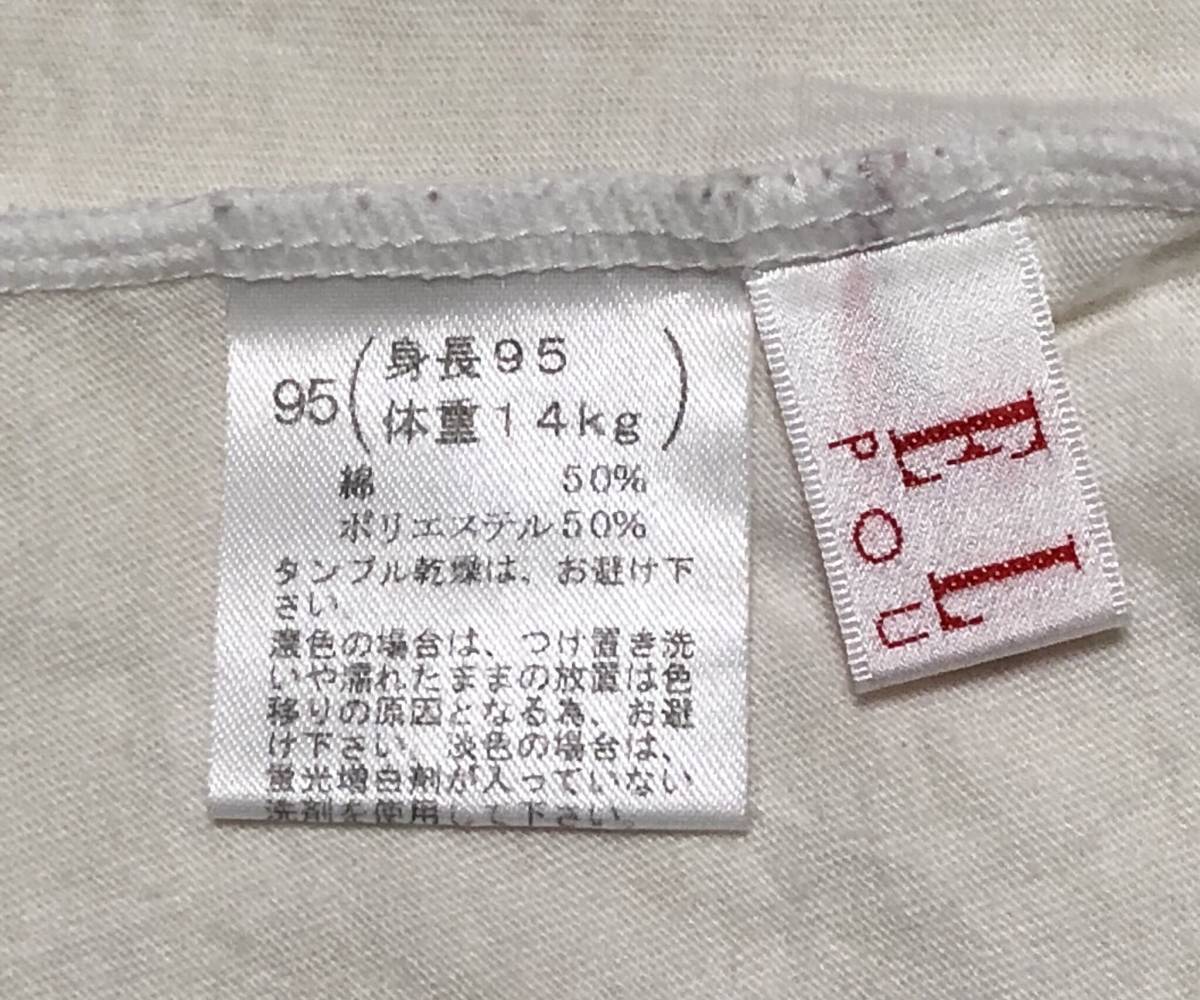 95(身長95
体重14kg)
綿 50%
ポリエステル50%
タンブル乾燥は、お避け下
さい
濃色の場合は、つけ置き洗
いや濡れたままの放置は色
移りの原因となる為、お避
け下さい、淡色の場合は、
蛍光増白剤が入っていない
洗剤を使用して下さい。
EL
POU